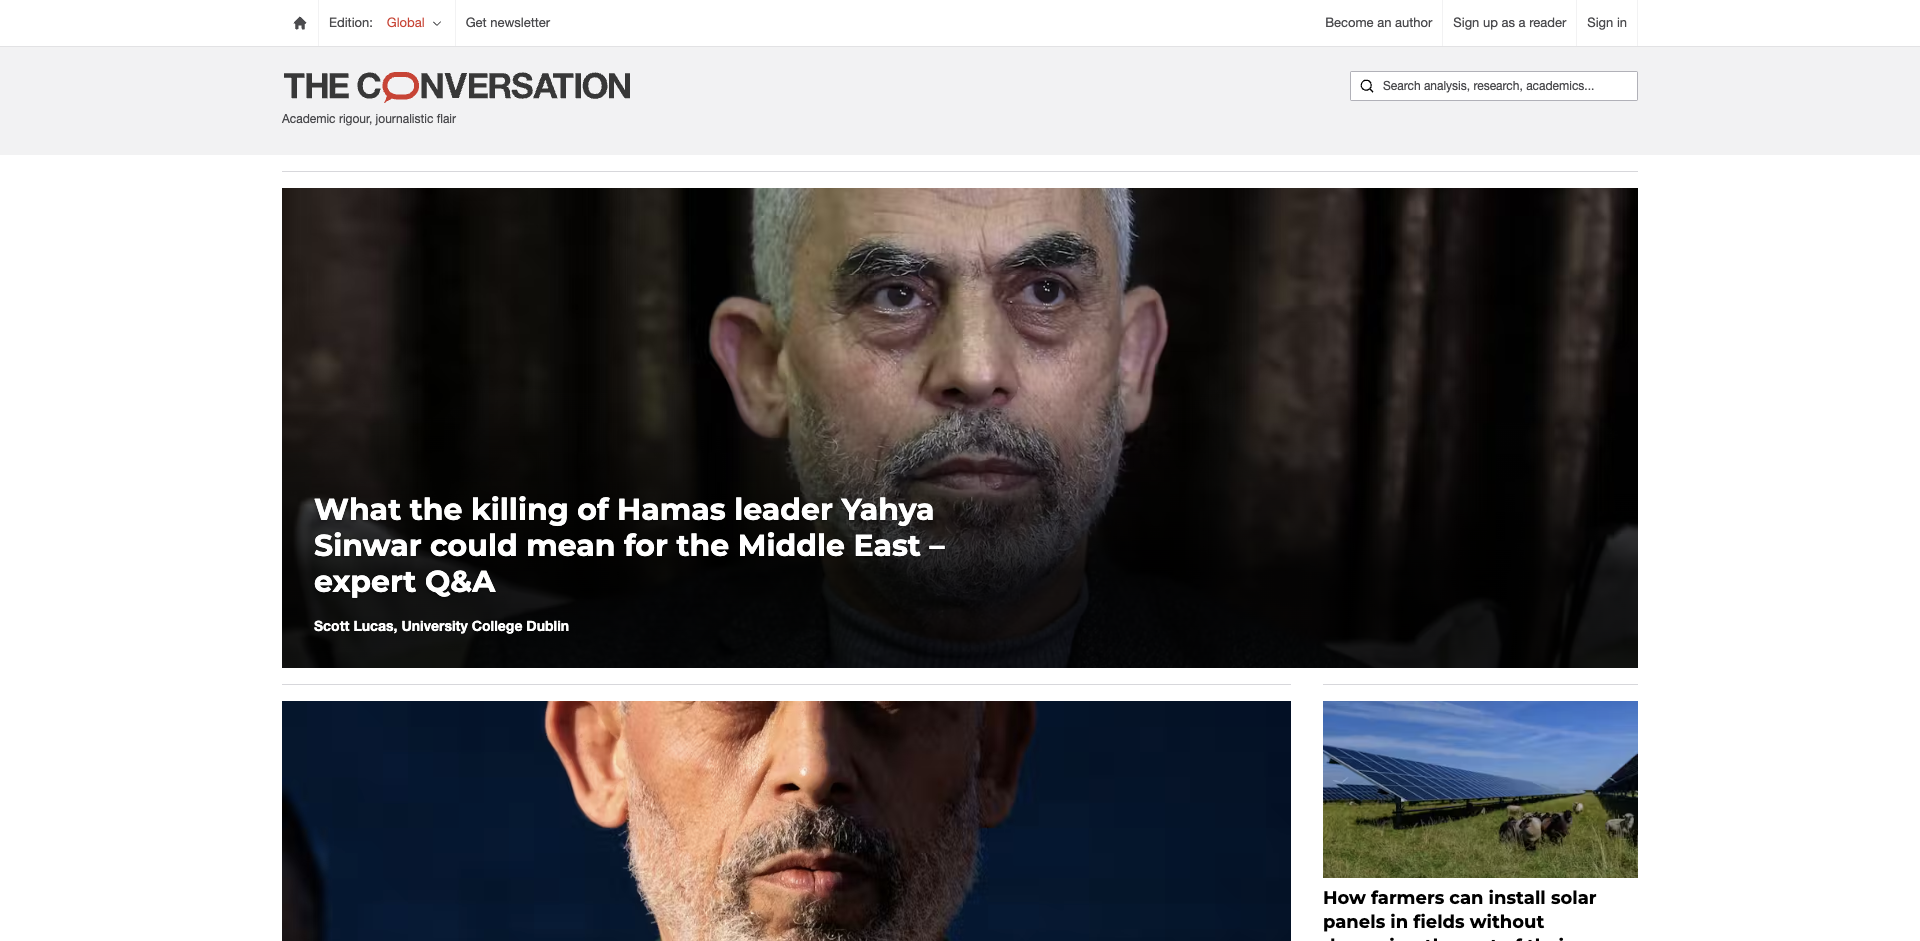 Edition: Global
Get newsletter
Become an author
Sign up as a reader
Sign in
THE CONVERSATION
Academic rigour, journalistic flair
Search analysis, research, academics...
What the killing of Hamas leader Yahya
Sinwar could mean for the Middle East –
expert Q&A
Scott Lucas, University College Dublin
How farmers can install solar
panels in fields without